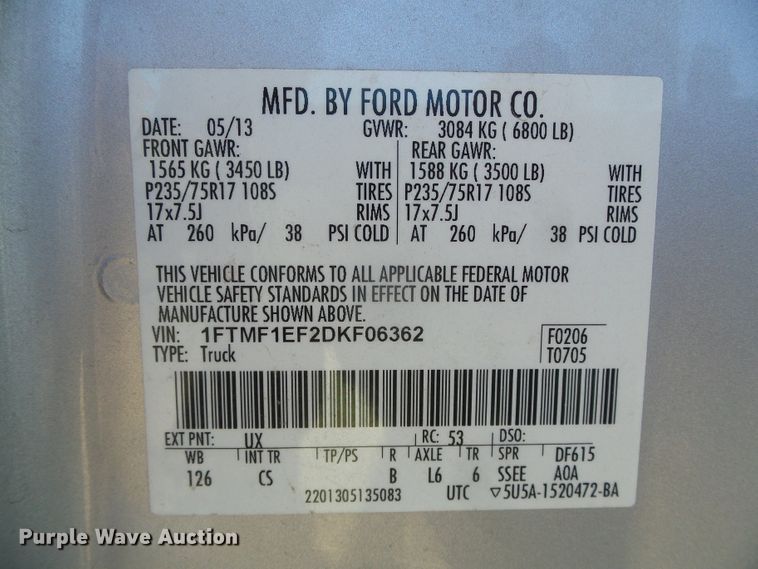 MFD. BY FORD MOTOR CO.
DATE: 05/13 GVWR: 3084 KG ( 6800 LB)
FRONT GAWR: REAR GAWR:
1565 KG ( 3450 LB) WITH 1588 KG ( 3500 LB) WITH
P235/75R17 108S TIRES P235/75R17 108S TIRES
17x7.5J RIMS 17x7.5J RIMS
AT 260 kPa/ 38 PSI COLD AT 260 kPa/ 38 PSI COLD
THIS VEHICLE CONFORMS TO ALL APPLICABLE FEDERAL MOTOR
VEHICLE SAFETY STANDARDS IN EFFECT ON THE DATE OF
MANUFACTURE SHOWN ABOVE.
VIN: 1FTMF1EF2DKF06362 F0206
TYPE: Truck T0705
EXT PNT: UX RC: 53 DSO:
WB INT TR TP/PS R AXLE TR SPR DF615
126 CS B L6 6 SSEE A0A
2201305135083 UTC ▽5U5A-1520472-BA
Purple Wave Auction